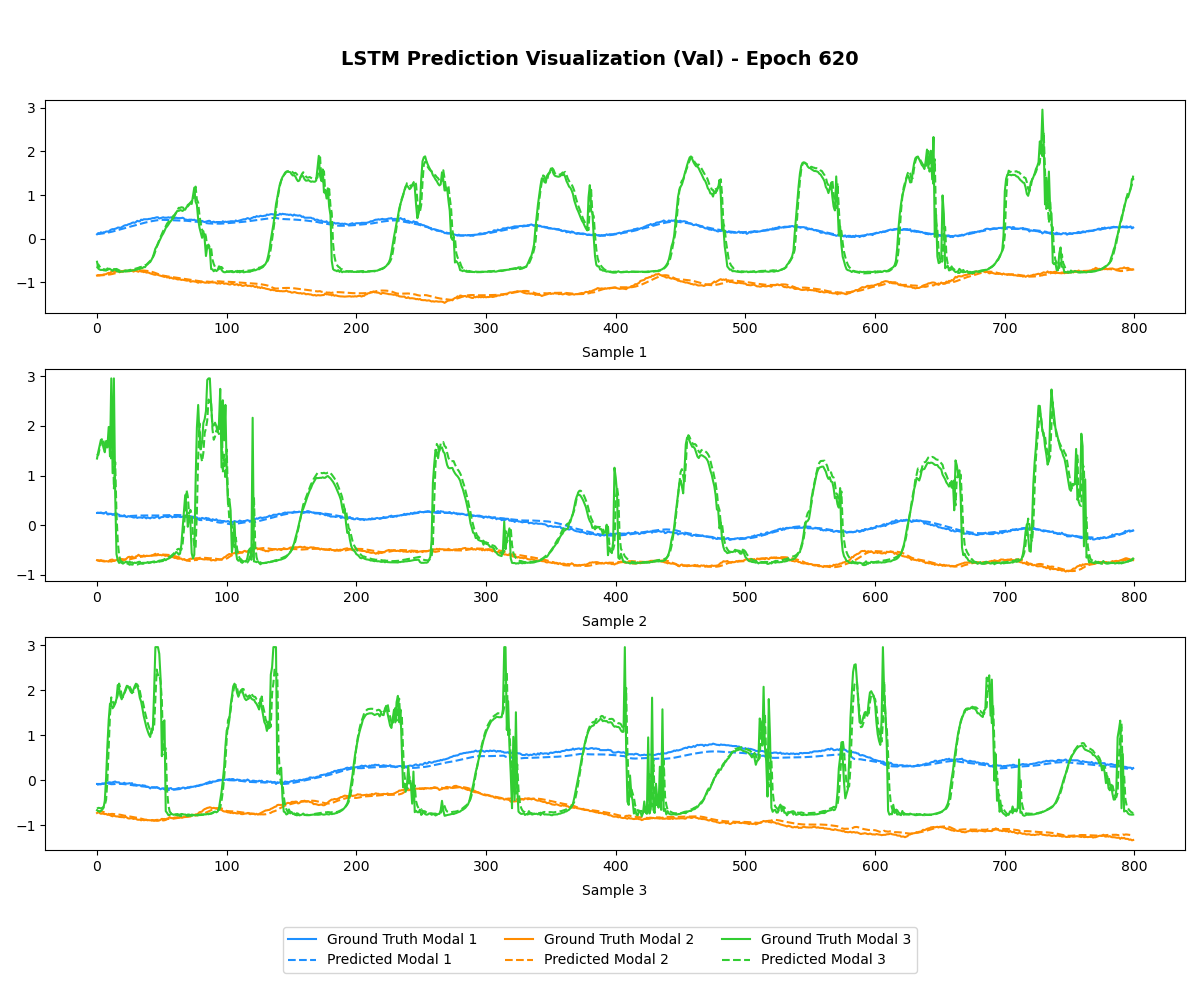 LSTM Prediction Visualization (Val) - Epoch 620
3
2
1
0
−1
0 100 200 300 400 500 600 700 800
Sample 1
3
2
1
0
−1
0 100 200 300 400 500 600 700 800
Sample 2
3
2
1
0
−1
0 100 200 300 400 500 600 700 800
Sample 3
Ground Truth Modal 1 Ground Truth Modal 2 Ground Truth Modal 3
Predicted Modal 1 Predicted Modal 2 Predicted Modal 3